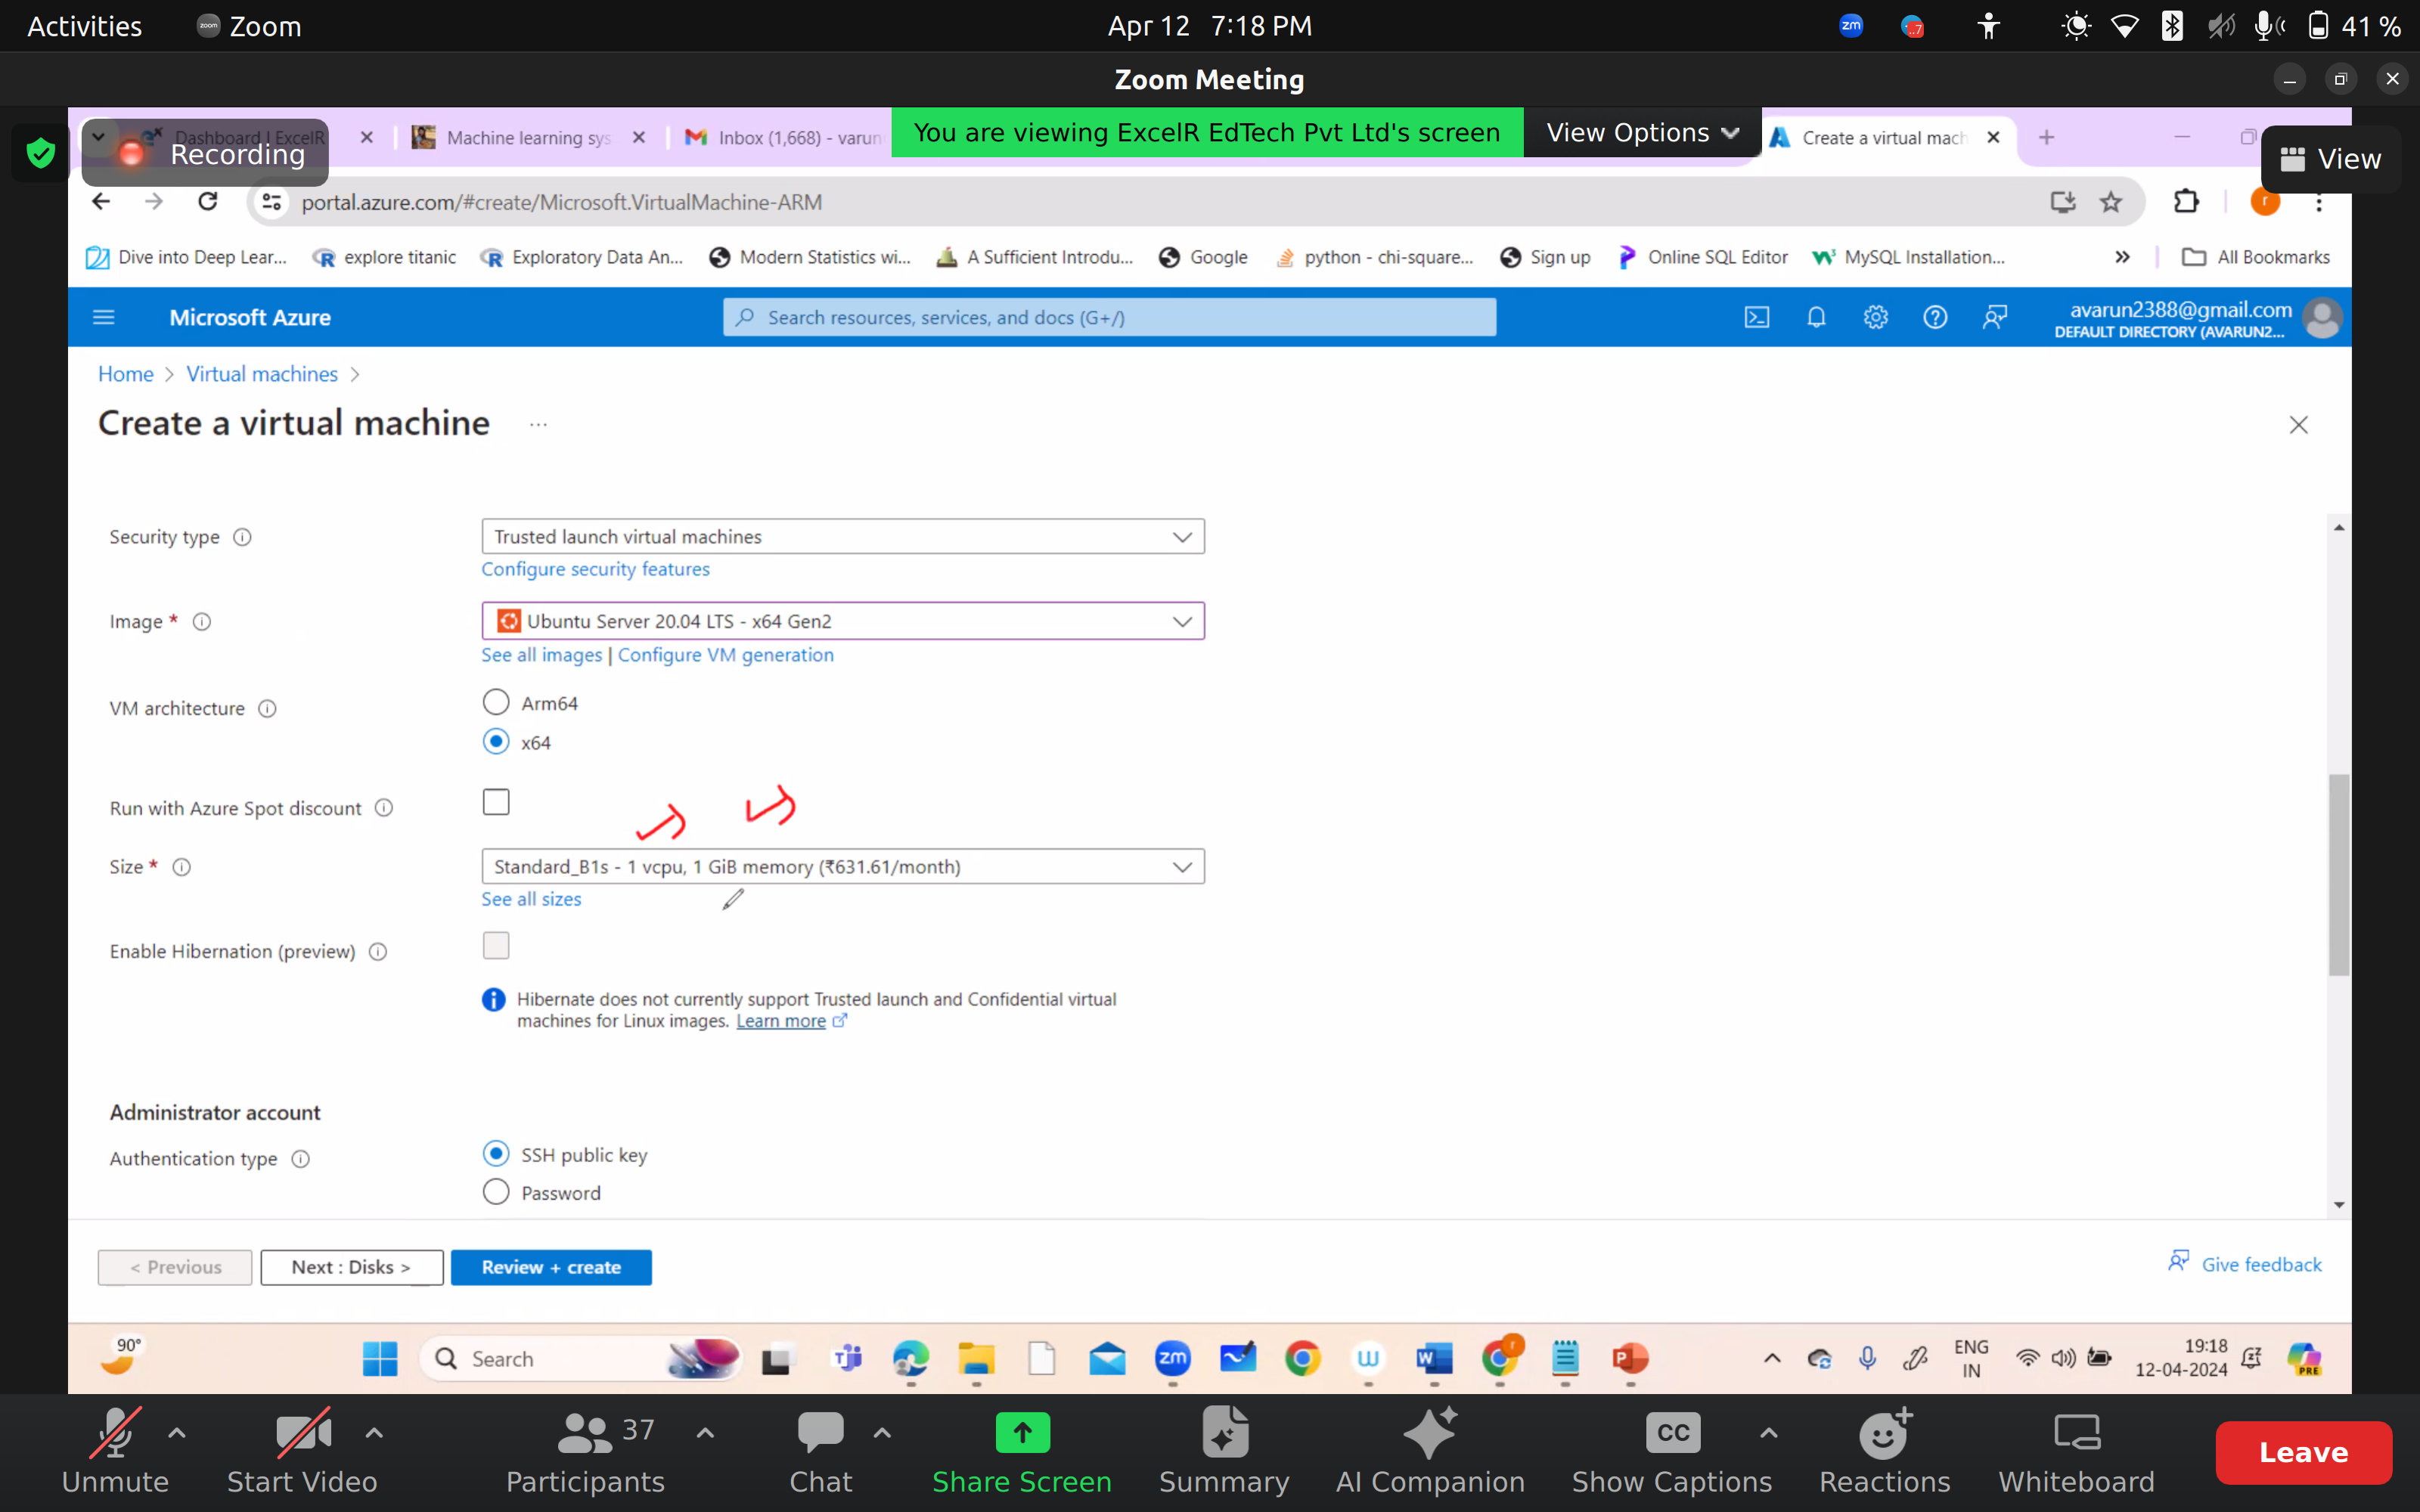 Activities Zoom Apr 12 7:18 PM zm 41 %
Zoom Meeting
Dashboard | ExcelR Machine learning sys Inbox (1,668) - varun You are viewing ExcelR EdTech Pvt Ltd's screen View Options Create a virtual mach
Recording View
portal.azure.com/#create/Microsoft.VirtualMachine-ARM
Dive into Deep Lear... explore titanic Exploratory Data An... Modern Statistics wi... A Sufficient Introdu... Google python - chi-square... Sign up Online SQL Editor MySQL Installation... All Bookmarks
Microsoft Azure Search resources, services, and docs (G+/) avarun2388@gmail.com
DEFAULT DIRECTORY (AVARUN2...
Home > Virtual machines >
Create a virtual machine ...
Security type Trusted launch virtual machines
Configure security features
Image * Ubuntu Server 20.04 LTS - x64 Gen2
See all images | Configure VM generation
VM architecture Arm64
x64
Run with Azure Spot discount
Size * Standard_B1s - 1 vcpu, 1 GiB memory (₹631.61/month)
See all sizes
Enable Hibernation (preview)
Hibernate does not currently support Trusted launch and Confidential virtual
machines for Linux images. Learn more
Administrator account
Authentication type SSH public key
Password
< Previous Next : Disks > Review + create Give feedback
90° Search zm ENG 19:18
IN 12-04-2024 PRE
37 CC
Unmute Start Video Participants Chat Share Screen Summary AI Companion Show Captions Reactions Whiteboard Leave